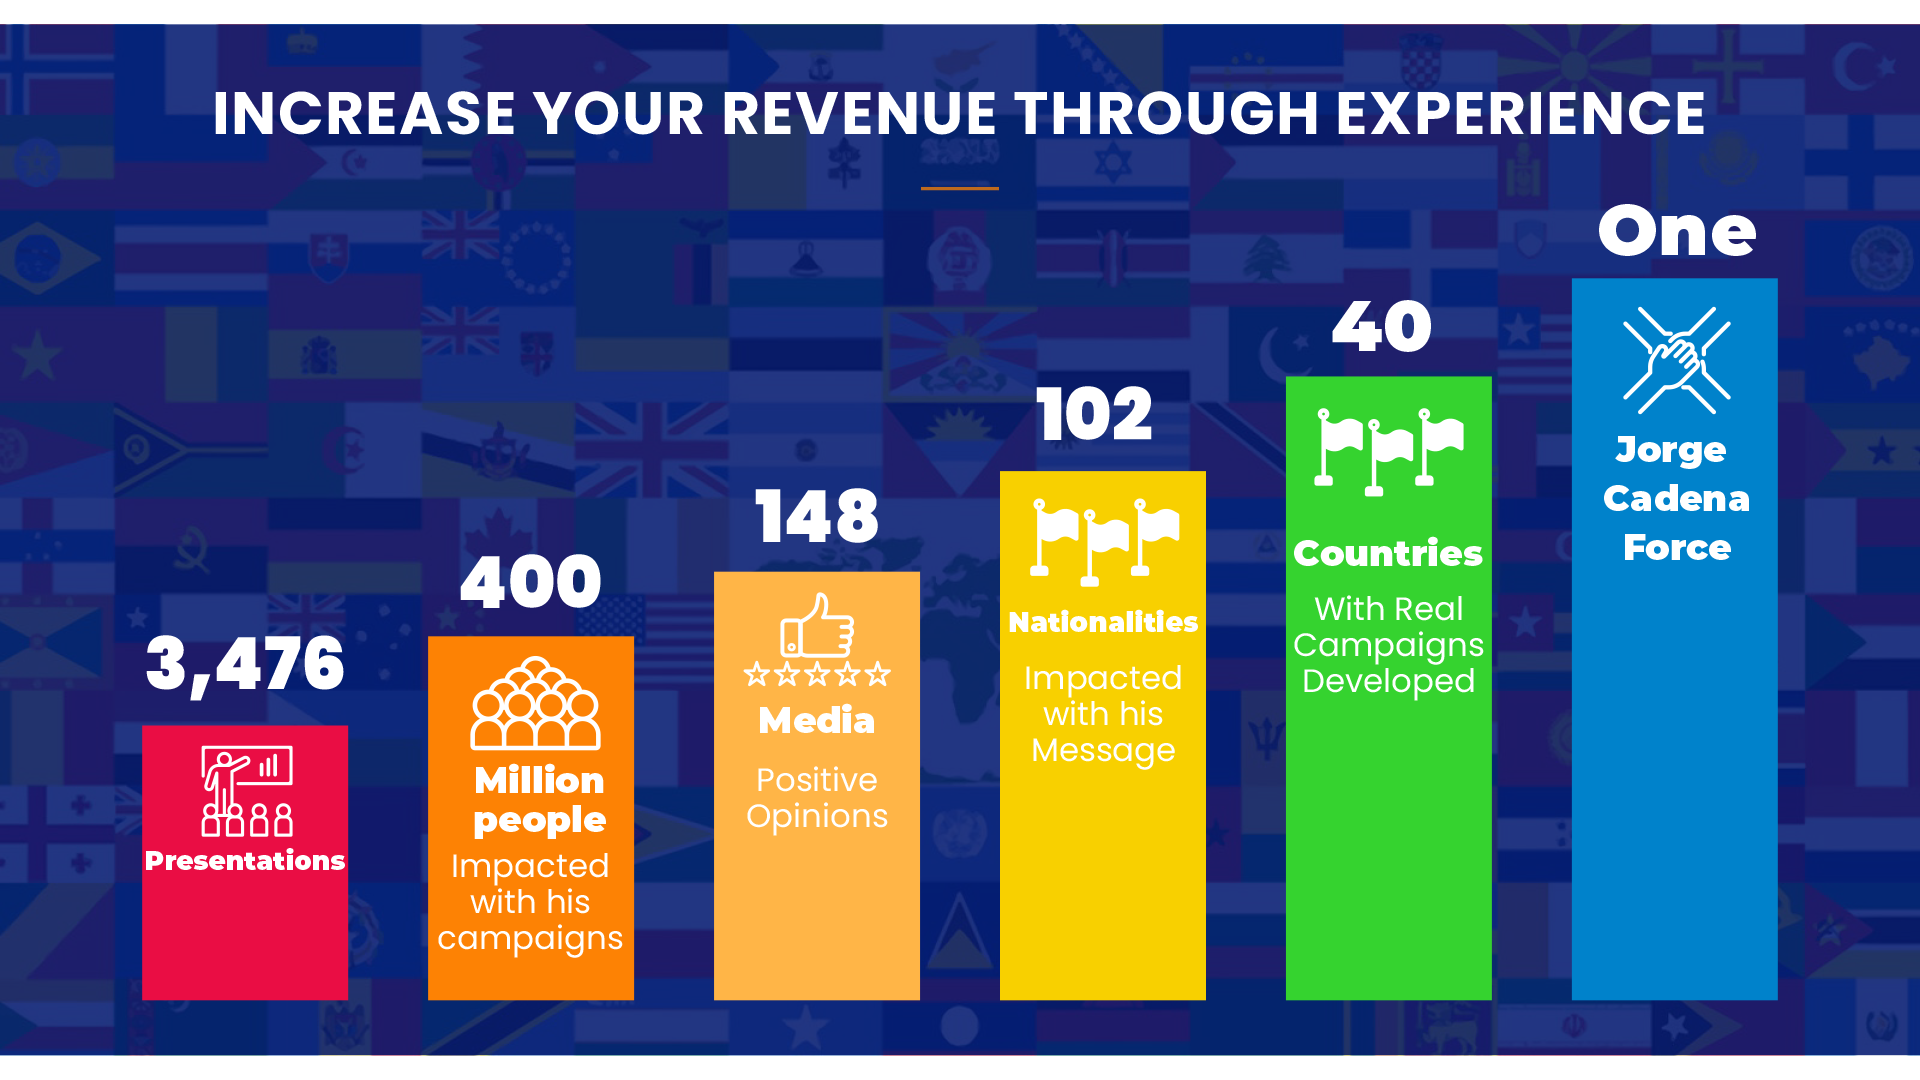 INCREASE YOUR REVENUE THROUGH EXPERIENCE
3,476
Presentations
400
Million
people
Impacted
with his
campaigns
148
Media
Positive
Opinions
102
Nationalities
Impacted
with his
Message
40
Countries
With Real
Campaigns
Developed
One
Jorge
Cadena
Force